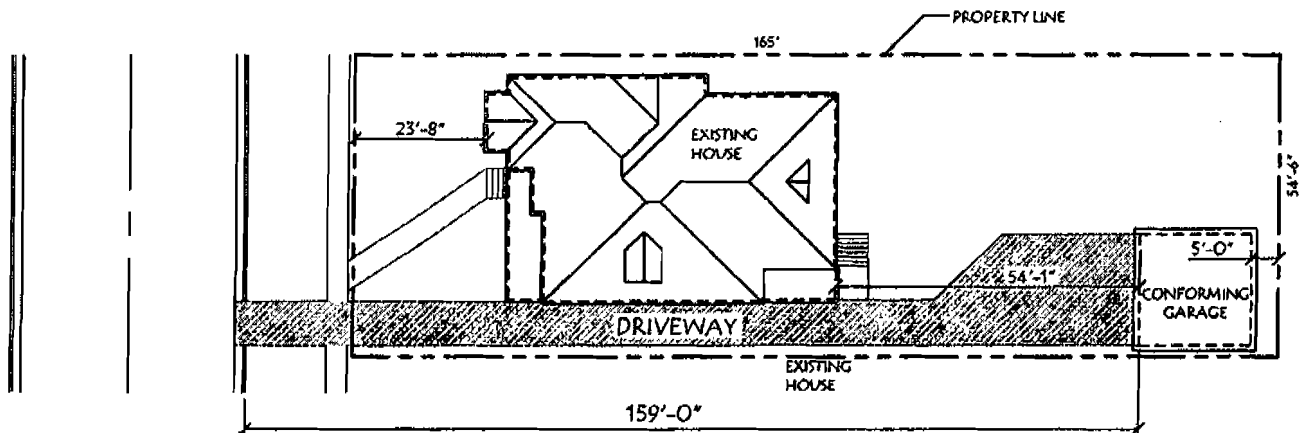 PROPERTY LINE
165'
23'-8"
EXISTING
HOUSE
54'-6"
5'-0"
54'-1"
CONFORMING
GARAGE
DRIVEWAY
EXISTING
HOUSE
159'-0"